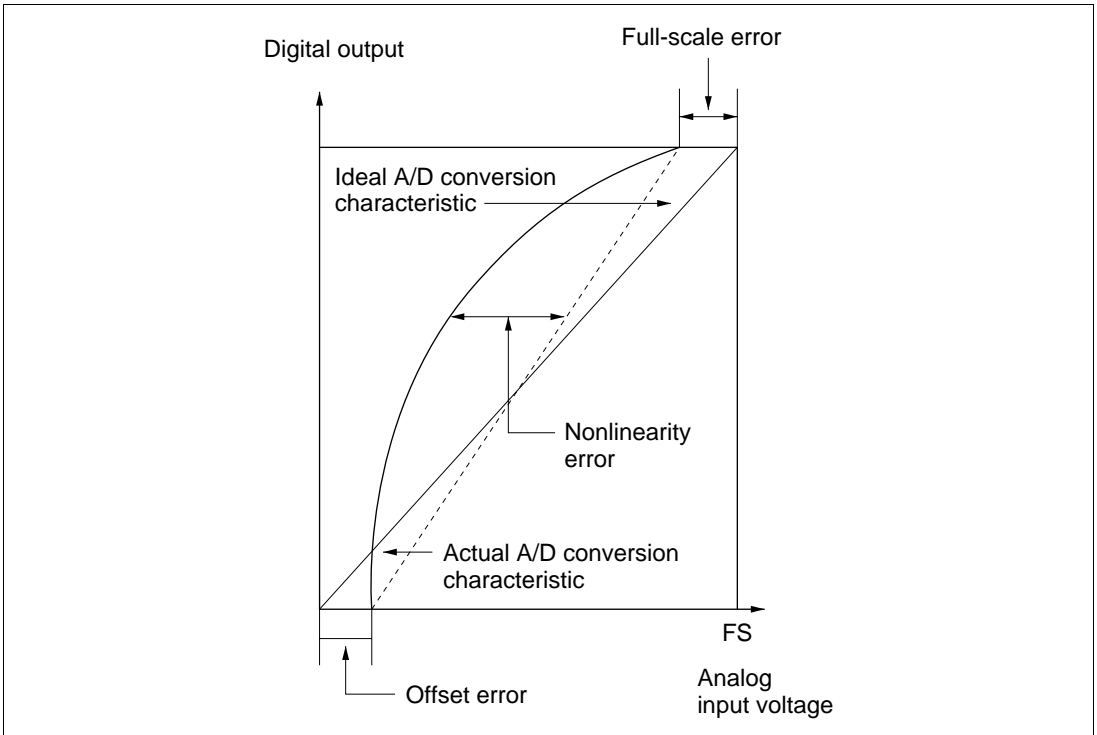 Full-scale error
Digital output
Ideal A/D conversion
characteristic
Nonlinearity
error
Actual A/D conversion
characteristic
FS
Offset error
Analog
input voltage